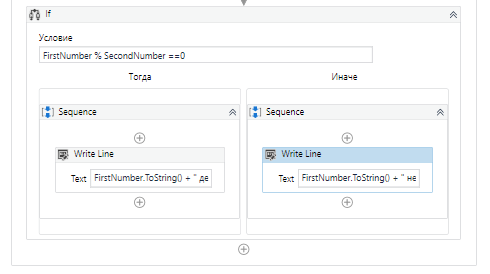 If
Условие
FirstNumber % SecondNumber ==0
Тогда
Иначе
Sequence
Sequence
Write Line
Write Line
Text FirstNumber.ToString() + " де
Text FirstNumber.ToString() + " не